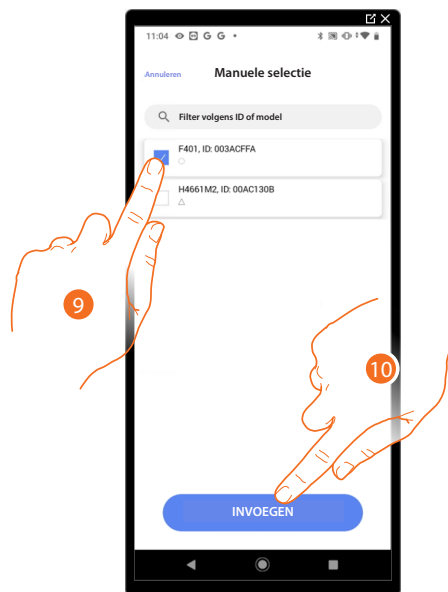 11:04 G G
Annuleren Manuele selectie
Filter volgens ID of model
F401, ID: 003ACFFA
H4661M2, ID: 00AC130B
9
10
INVOEGEN